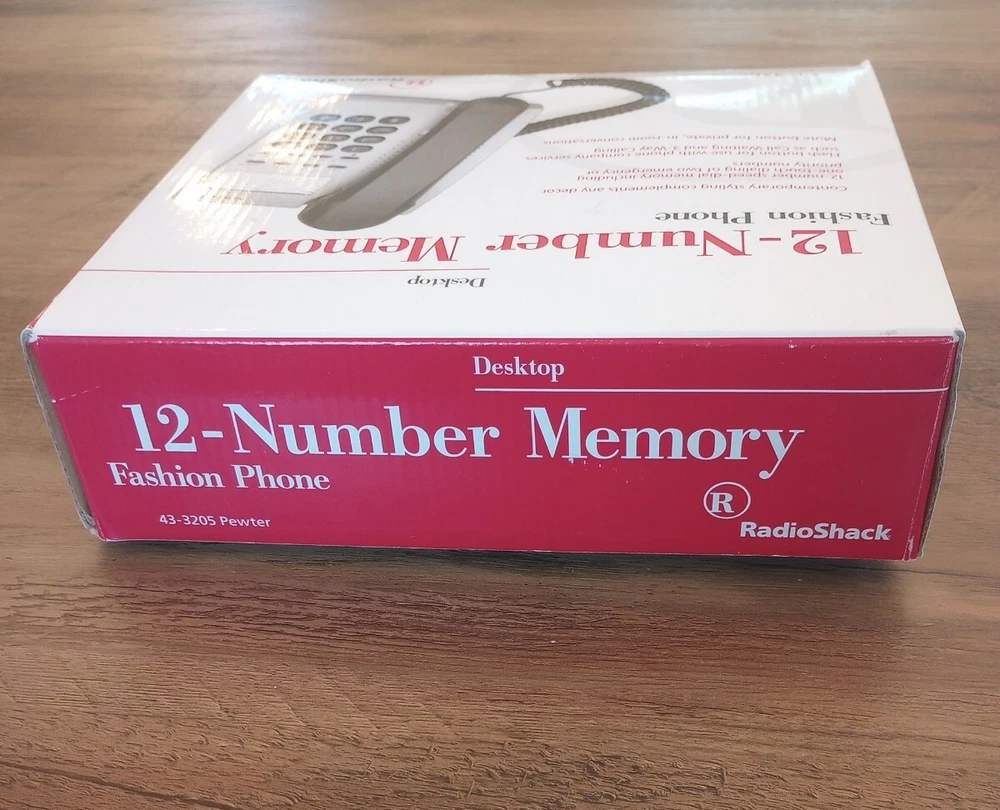 RadioShack
Desktop
12-Number Memory
Fashion Phone
Contemporary styling complements any decor
12 number speed-dial memory including
one-touch dialing of two emergency or
priority numbers
Flash button for use with phone company services
such as Call Waiting and 3-Way Calling
Mute button for private, in room conversations
Desktop
12-Number Memory
Fashion Phone
43-3205 Pewter
R
RadioShack